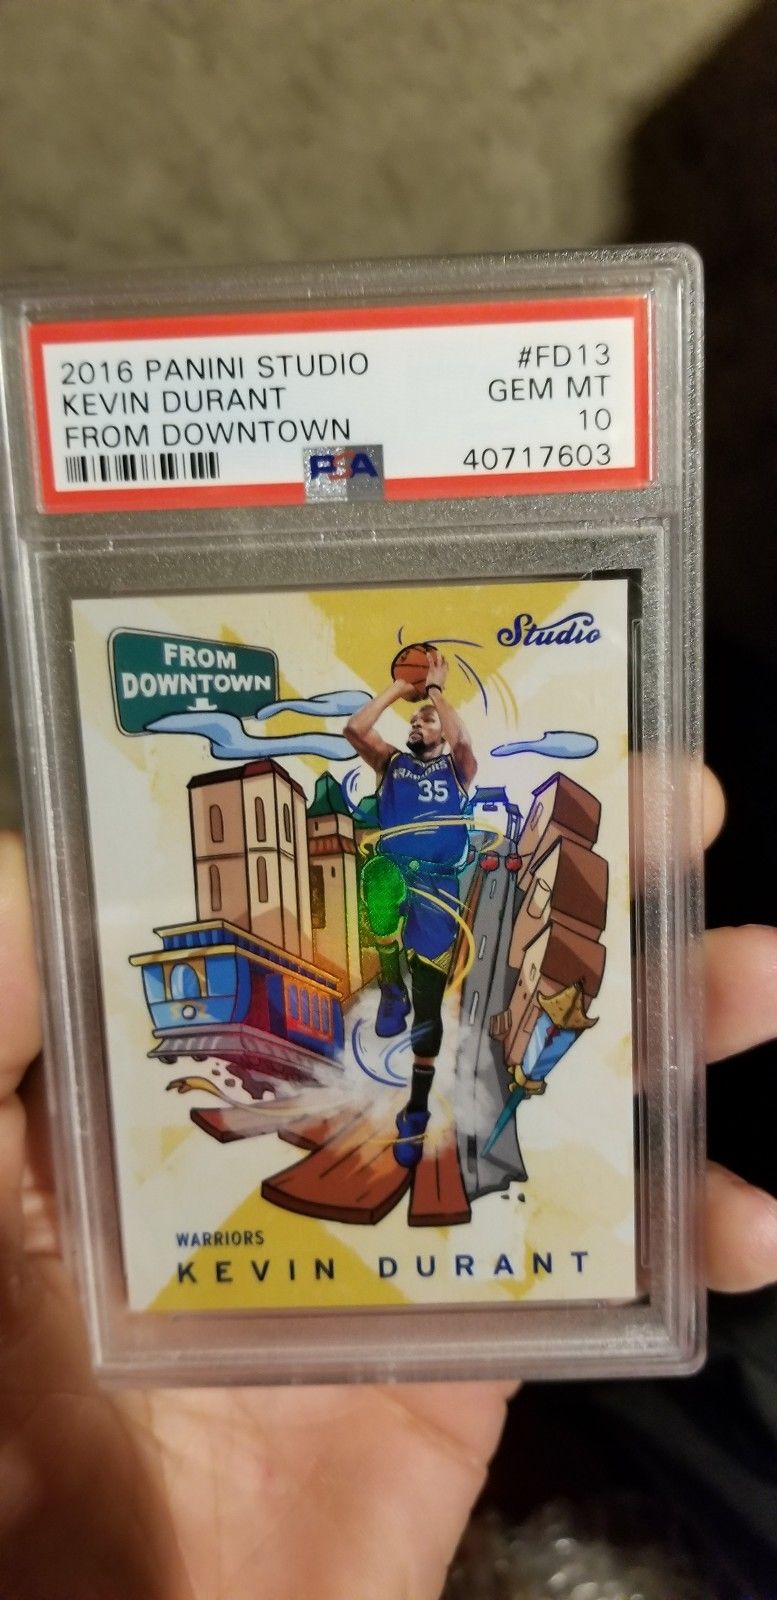 2016 PANINI STUDIO #FD13
KEVIN DURANT GEM MT
FROM DOWNTOWN 10
PSA 40717603
Studio
FROM
DOWNTOWN
WARRIORS
35
WARRIORS
KEVIN DURANT